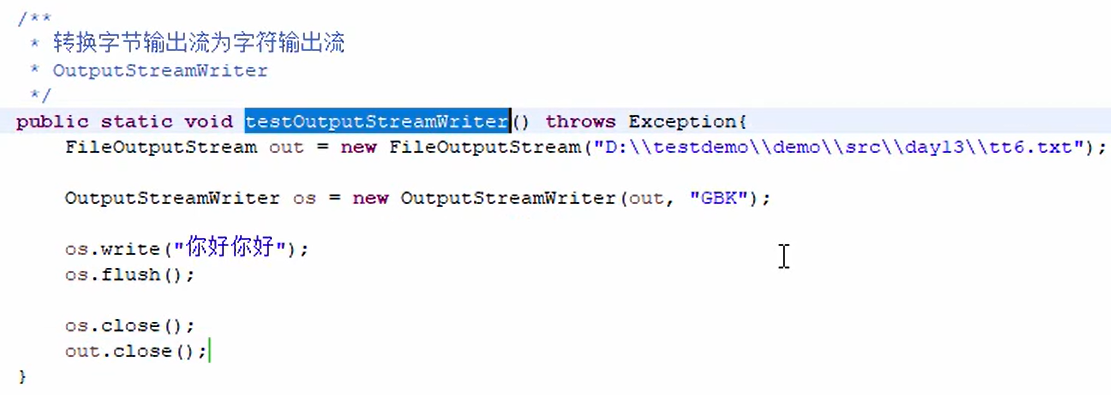 /**
 * 转换字节输出流为字符输出流
 * OutputStreamWriter
 */
public static void testOutputStreamWriter() throws Exception{
    FileOutputStream out = new FileOutputStream("D:\\testdemo\\demo\\src\\day13\\tt6.txt");
    OutputStreamWriter os = new OutputStreamWriter(out, "GBK");
    os.write("你好你好");
    os.flush();
    os.close();
    out.close();
}